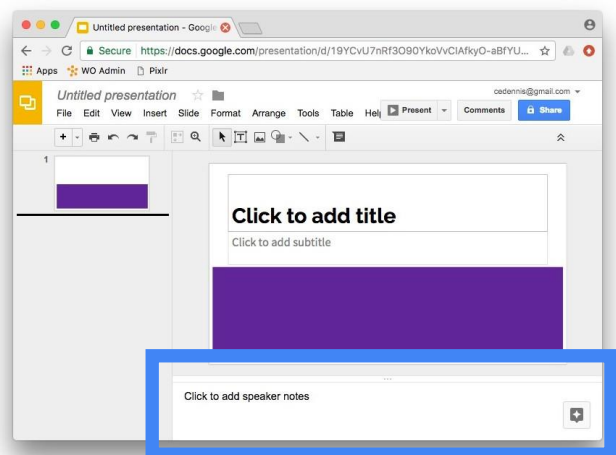 Untitled presentation - Googl
Secure https://docs.google.com/presentation/d/19YCvU7nRf3O90YkoVvClAfkyO-aBfYU...
Apps WO Admin Pixlr
Untitled presentation
cedennis@gmail.com
File Edit View Insert Slide Format Arrange Tools Table Hel Present Comments Share
1
Click to add title
Click to add subtitle
Click to add speaker notes